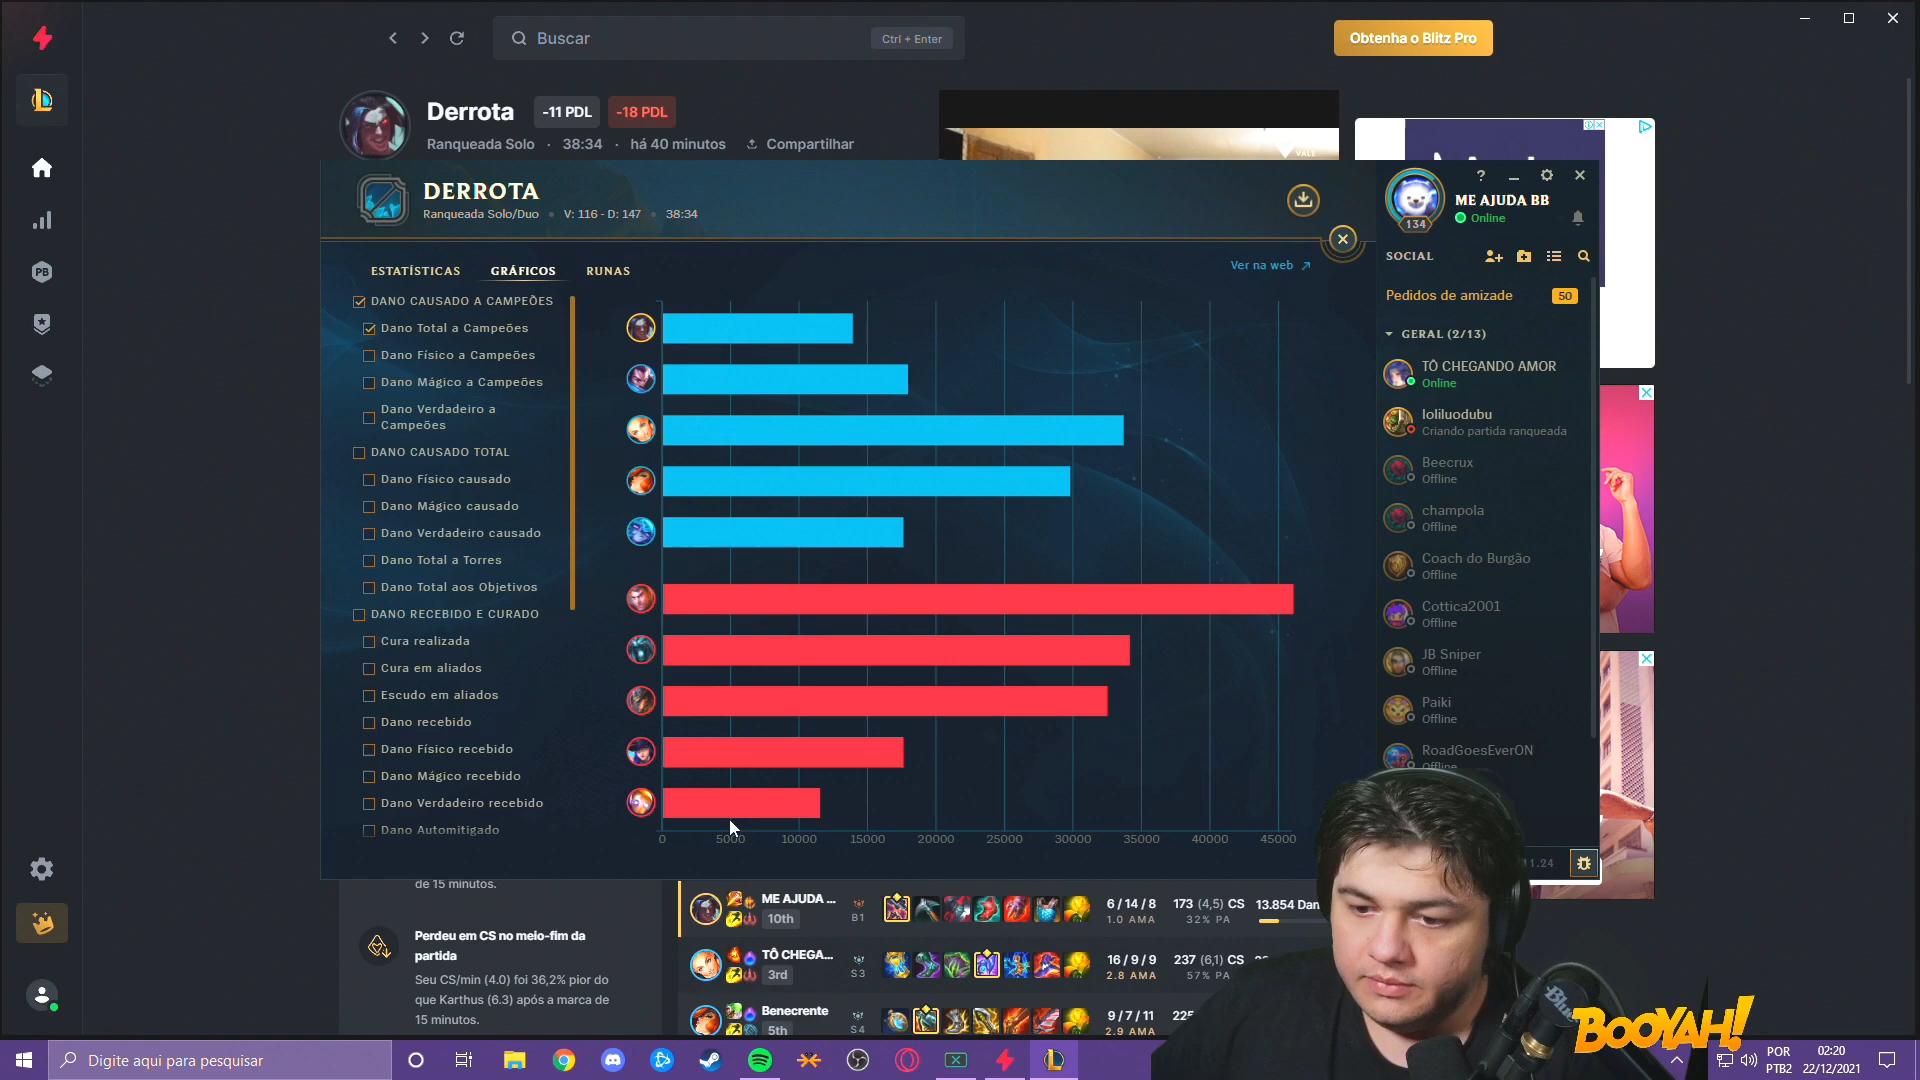 Buscar
Ctrl + Enter
Obtenha o Blitz Pro
Derrota
-11 PDL
-18 PDL
Ranqueada Solo · 38:34 · há 40 minutos
Compartilhar
VALE
DERROTA
Ranqueada Solo/Duo • V: 116 - D: 147 • 38:34
ESTATÍSTICAS
GRÁFICOS
RUNAS
Ver na web
DANO CAUSADO A CAMPEÕES
Dano Total a Campeões
Dano Físico a Campeões
Dano Mágico a Campeões
Dano Verdadeiro a
Campeões
DANO CAUSADO TOTAL
Dano Físico causado
Dano Mágico causado
Dano Verdadeiro causado
Dano Total a Torres
Dano Total aos Objetivos
DANO RECEBIDO E CURADO
Cura realizada
Cura em aliados
Escudo em aliados
Dano recebido
Dano Físico recebido
Dano Mágico recebido
Dano Verdadeiro recebido
Dano Automitigado
0 5000 10000 15000 20000 25000 30000 35000 40000 45000
134
ME AJUDA BB
Online
SOCIAL
Pedidos de amizade
50
GERAL (2/13)
TÔ CHEGANDO AMOR
Online
loliluodubu
Criando partida ranqueada
Beecrux
Offline
champola
Offline
Coach do Burgão
Offline
Cottica2001
Offline
JB Sniper
Offline
Paiki
Offline
RoadGoesEverON
Offline
11.24
PB
de 15 minutos.
Perdeu em CS no meio-fim da
partida
Seu CS/min (4.0) foi 36,2% pior do
que Karthus (6.3) após a marca de
15 minutos.
ME AJUDA ...
10th
B1
6 / 14 / 8
1.0 AMA
173 (4,5) CS
32% PA
13.854 Dan
TÔ CHEGA...
3rd
S3
16 / 9 / 9
2.8 AMA
237 (6,1) CS
57% PA
Benecrente
5th
S4
9 / 7 / 11
2.9 AMA
225
Blue
BOOYAH!
Digite aqui para pesquisar
POR
PTB2
02:20
22/12/2021